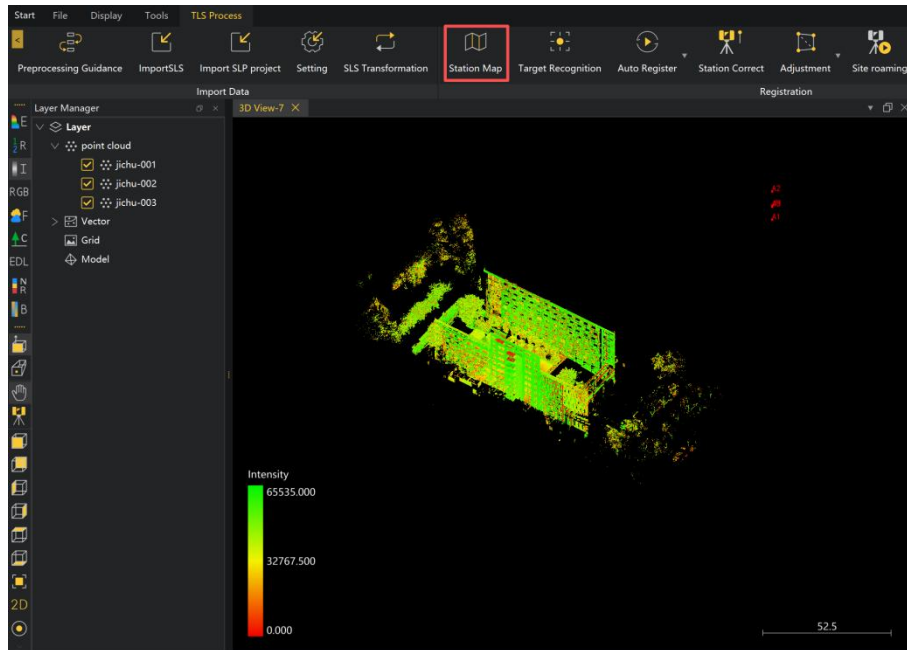 Start File Display Tools TLS Process
Preprocessing Guidance ImportSLS Import SLP project Setting SLS Transformation Station Map Target Recognition Auto Register Station Correct Adjustment Site roaming
Import Data Registration
Layer Manager
3D View-7
Layer
point cloud
jichu-001
jichu-002
jichu-003
Vector
Grid
Model
E
R
I
RGB
F
C
EDL
N
R
B
2D
Intensity
65535.000
32767.500
0.000
52.5